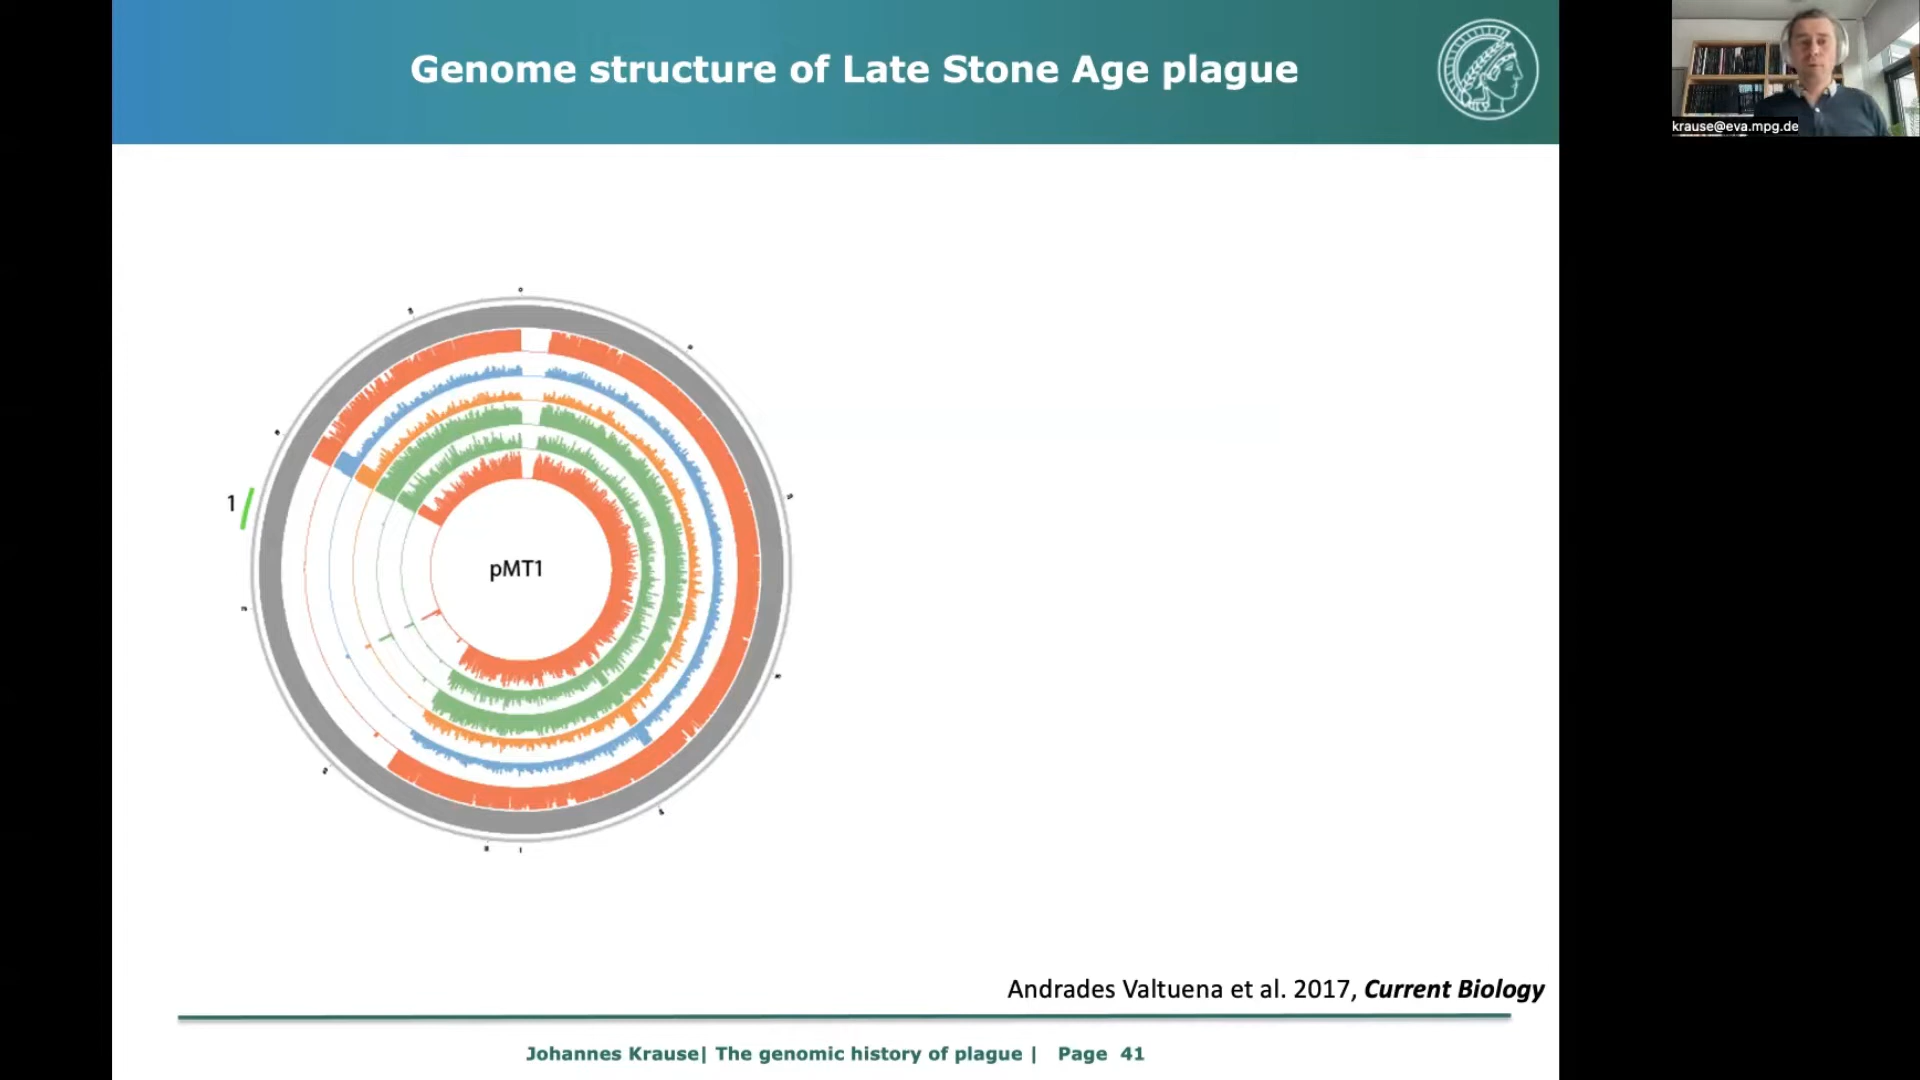 Genome structure of Late Stone Age plague
krause@eva.mpg.de
1
pMT1
Andrades Valtuena et al. 2017, Current Biology
Johannes Krause| The genomic history of plague | Page 41